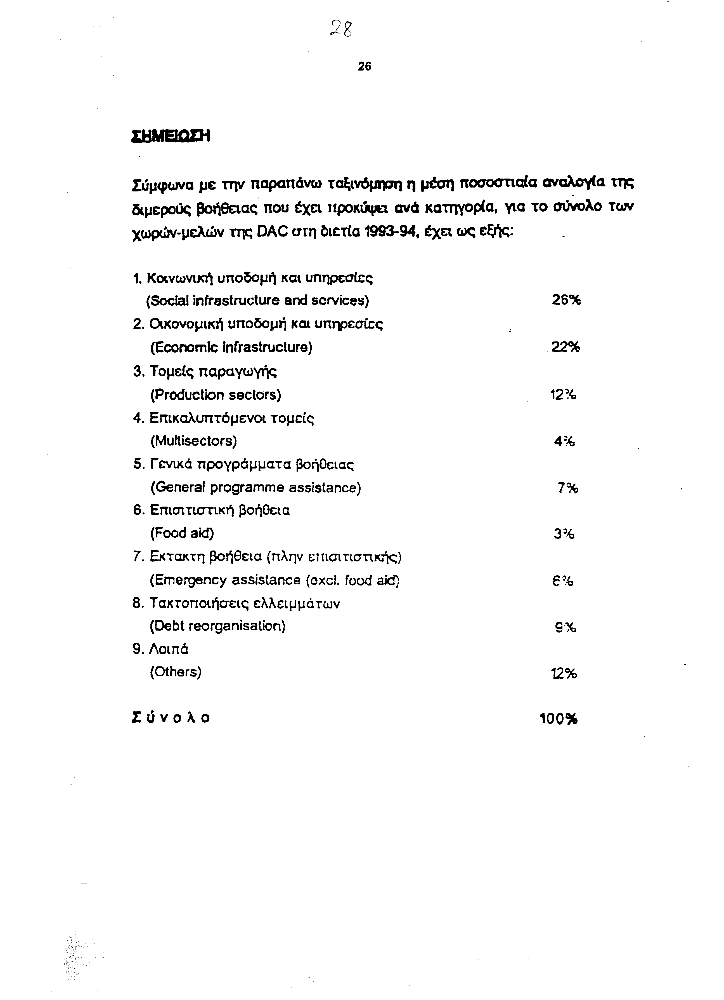 28
26
ΣΗΜΕΙΩΣΗ
Σύμφωνα με την παραπάνω ταξινόμηση η μέση ποσοστιαία αναλογία της
διμερούς βοήθειας που έχει προκύψει ανά κατηγορία, για το σύνολο των
χωρών-μελών της DAC στη διετία 1993-94, έχει ως εξής:
1. Κοινωνική υποδομή και υπηρεσίες
(Social infrastructure and services) 26%
2. Οικονομική υποδομή και υπηρεσίες
(Economic infrastructure) 22%
3. Τομείς παραγωγής
(Production sectors) 12%
4. Επικαλυπτόμενοι τομείς
(Multisectors) 4%
5. Γενικά προγράμματα βοήθειας
(General programme assistance) 7%
6. Επισιτιστική βοήθεια
(Food aid) 3%
7. Εκτακτη βοήθεια (πλην επισιτιστικής)
(Emergency assistance (excl. food aid) 6%
8. Τακτοποιήσεις ελλειμμάτων
(Debt reorganisation) 9%
9. Λοιπά
(Others) 12%
Σ ύ ν ο λ ο 100%